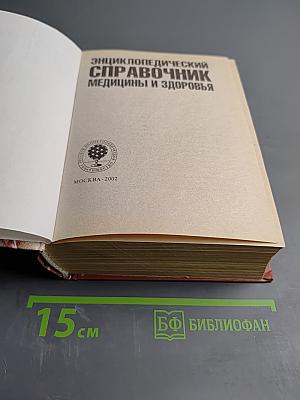 ЭНЦИКЛОПЕДИЧЕСКИЙ
СПРАВОЧНИК
МЕДИЦИНЫ И ЗДОРОВЬЯ
МОСКВА • 2002
15 см
БФ БИБЛИОФАН